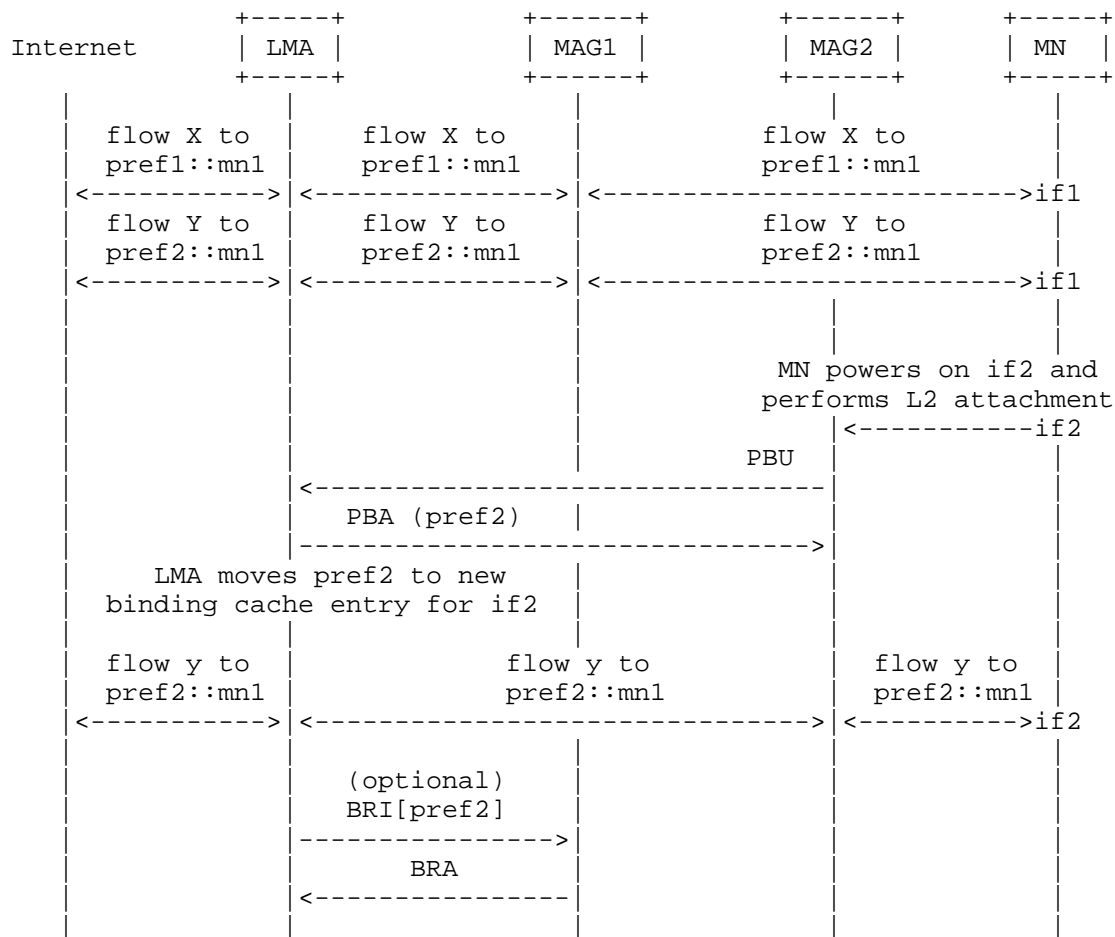 Internet LMA MAG1 MAG2 MN
flow X to flow X to flow X to
pref1::mn1 pref1::mn1 pref1::mn1
if1
flow Y to flow Y to flow Y to
pref2::mn1 pref2::mn1 pref2::mn1
if1
MN powers on if2 and
performs L2 attachment
if2
PBU
PBA (pref2)
LMA moves pref2 to new
binding cache entry for if2
flow y to flow y to flow y to
pref2::mn1 pref2::mn1 pref2::mn1
if2
(optional)
BRI[pref2]
BRA